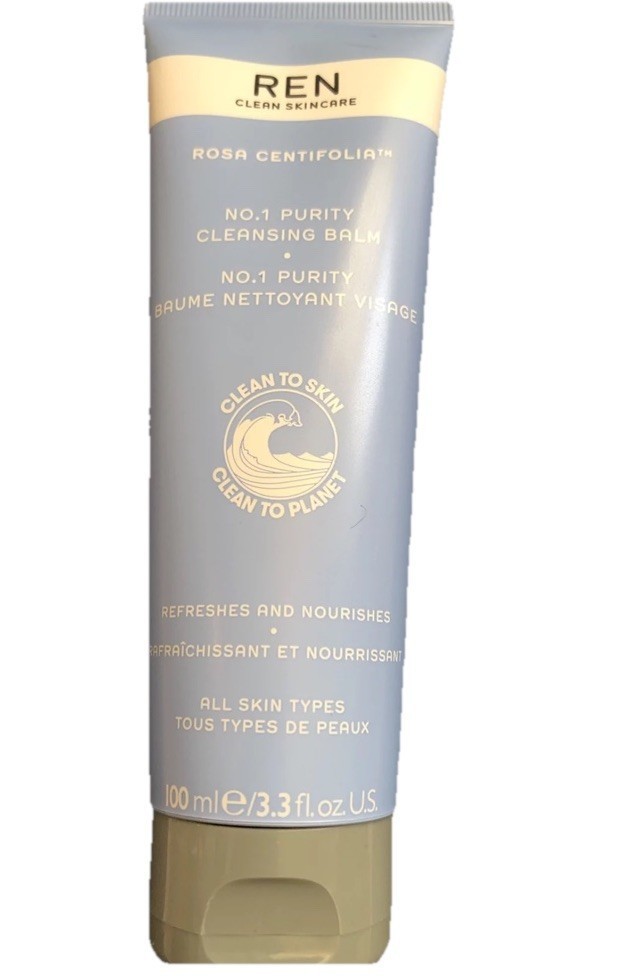 REN
CLEAN SKINCARE
ROSA CENTIFOLIA™
NO.1 PURITY
CLEANSING BALM
•
NO.1 PURITY
BAUME NETTOYANT VISAGE
CLEAN TO SKIN
CLEAN TO PLANET
REFRESHES AND NOURISHES
•
RAFRAÎCHISSANT ET NOURRISSANT
ALL SKIN TYPES
TOUS TYPES DE PEAUX
100 ml℮/3.3 fl. oz. U.S.